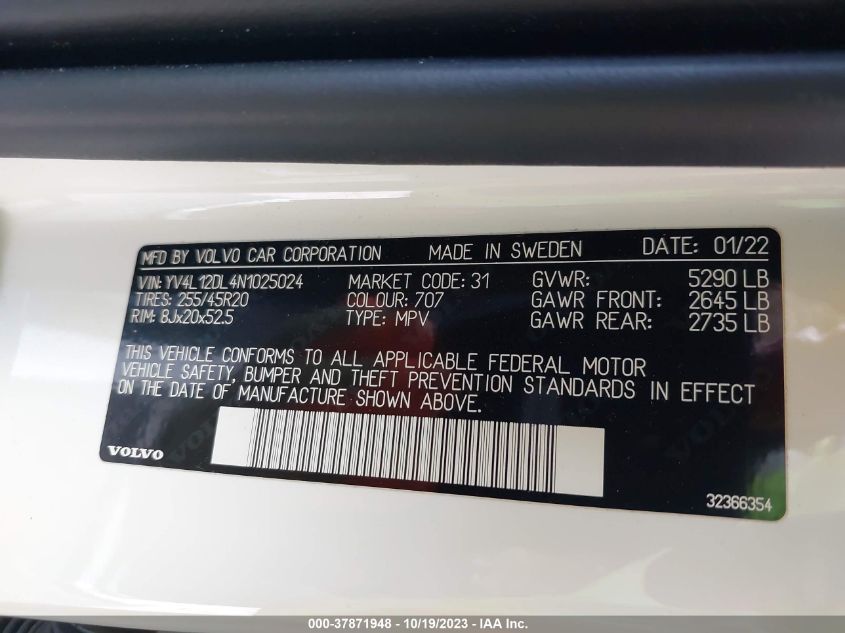 MFD BY VOLVO CAR CORPORATION MADE IN SWEDEN DATE: 01/22
VIN: YV4L12DL4N1025024 MARKET CODE: 31 GVWR: 5290 LB
TIRES: 255/45R20 COLOUR: 707 GAWR FRONT: 2645 LB
RIM: 8Jx20x52.5 TYPE: MPV GAWR REAR: 2735 LB
THIS VEHICLE CONFORMS TO ALL APPLICABLE FEDERAL MOTOR
VEHICLE SAFETY, BUMPER AND THEFT PREVENTION STANDARDS IN EFFECT
ON THE DATE OF MANUFACTURE SHOWN ABOVE.
VOLVO
32366354
000-37871948 - 10/19/2023 - IAA Inc.